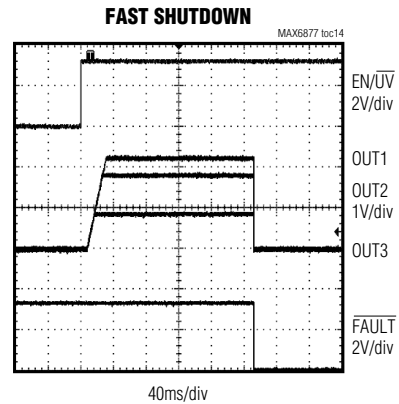 FAST SHUTDOWN
MAX6877 toc14
T
EN/UV
2V/div
OUT1
OUT2
1V/div
OUT3
FAULT
2V/div
40ms/div